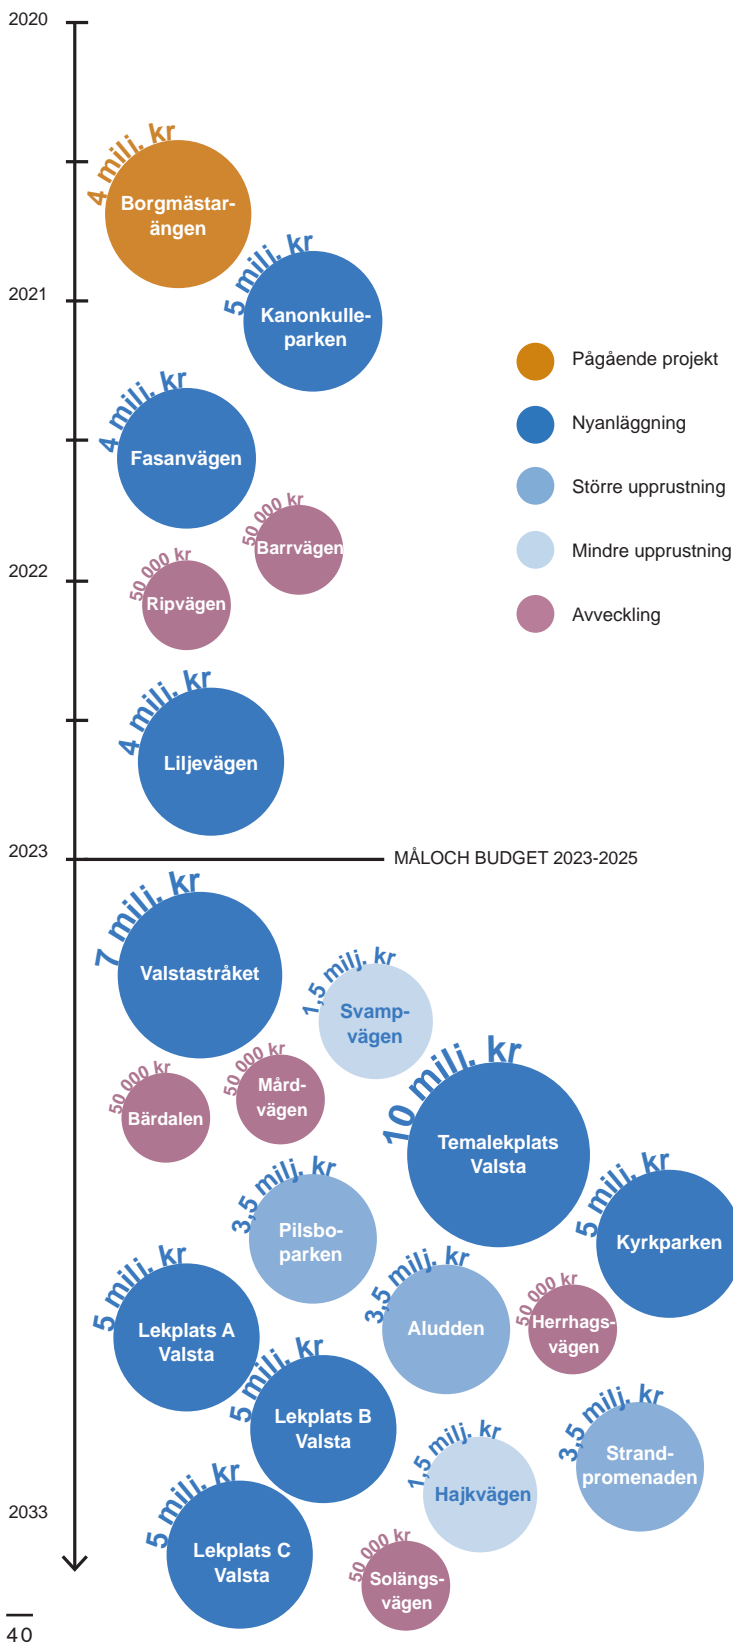 2020
4 milj. kr
Borgmästar-
ängen
2021
5 milj. kr
Kanonkulle-
parken
Pågående projekt
Nyanläggning
Större upprustning
Mindre upprustning
Avveckling
4 milj. kr
Fasanvägen
50 000 kr
Barrvägen
2022
50 000 kr
Ripvägen
4 milj. kr
Liljevägen
2023
MÅLOCH BUDGET 2023-2025
7 milj. kr
Valstastråket
1,5 milj. kr
Svamp-
vägen
50 000 kr
Bärdalen
50 000 kr
Mård-
vägen
10 milj. kr
Temalekplats
Valsta
3,5 milj. kr
Pilsbo-
parken
5 milj. kr
Kyrkparken
5 milj. kr
Lekplats A
Valsta
3,5 milj. kr
Aludden
50 000 kr
Herrhags-
vägen
5 milj. kr
Lekplats B
Valsta
1,5 milj. kr
Hajkvägen
3,5 milj. kr
Strand-
promenaden
2033
5 milj. kr
Lekplats C
Valsta
50 000 kr
Solängs-
vägen
40